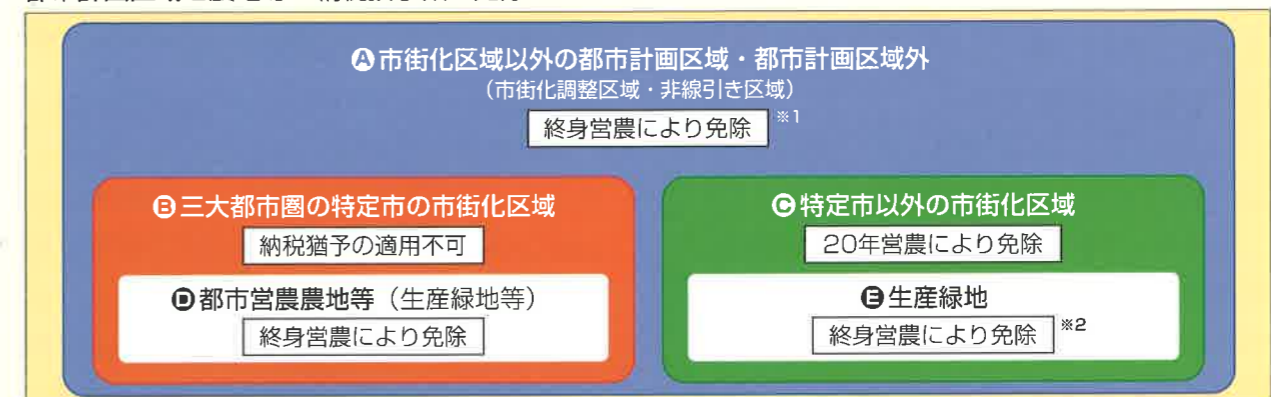 Ⓐ市街化区域以外の都市計画区域・都市計画区域外
（市街化調整区域・非線引き区域）
終身営農により免除 ※1
Ⓑ三大都市圏の特定市の市街化区域
納税猶予の適用不可
Ⓓ都市営農農地等（生産緑地等）
終身営農により免除
Ⓒ特定市以外の市街化区域
20年営農により免除
Ⓔ生産緑地
終身営農により免除 ※2